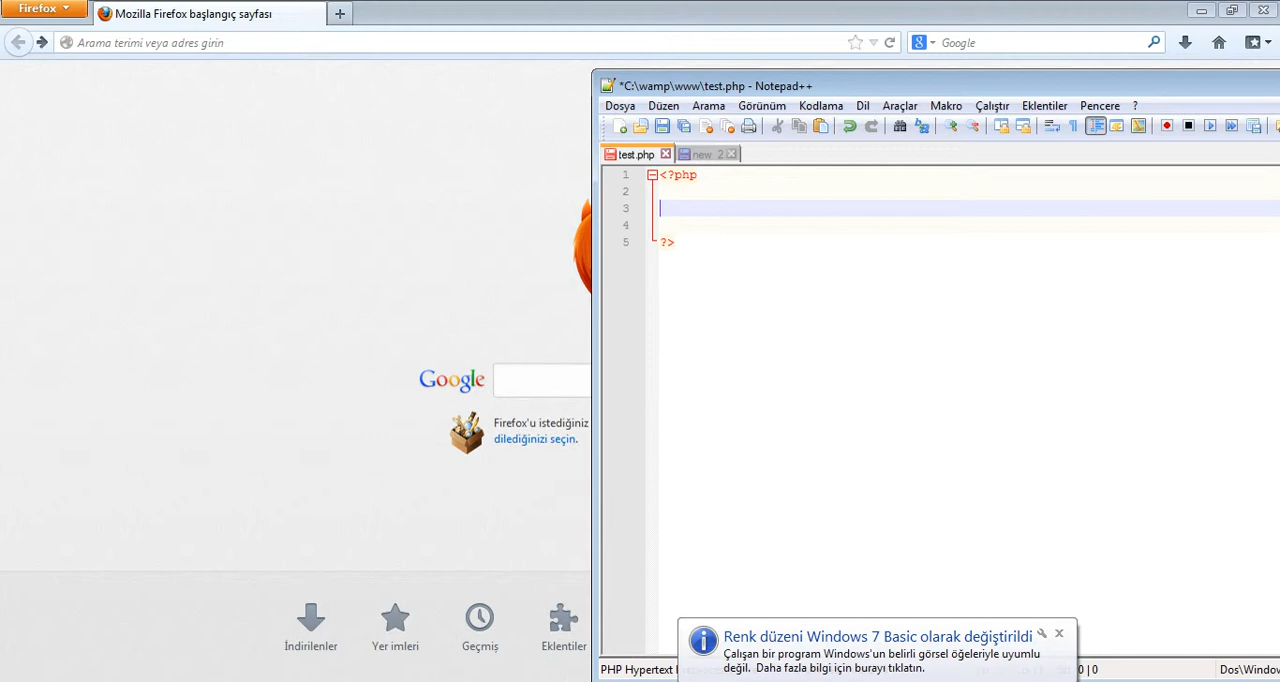 Firefox
Mozilla Firefox başlangıç sayfası
Arama terimi veya adres girin
Google
*C:\wamp\www\test.php - Notepad++
Dosya Düzen Arama Görünüm Kodlama Dil Araçlar Makro Çalıştır Eklentiler Pencere ?
test.php new 2
1 <?php
2
3
4
5 ?>
Google
Firefox'u istediğiniz
dilediğinizi seçin.
İndirilenler Yer imleri Geçmiş Eklentiler
Renk düzeni Windows 7 Basic olarak değiştirildi
Çalışan bir program Windows'un belirli görsel öğeleriyle uyumlu
değil. Daha fazla bilgi için burayı tıklatın.
PHP Hypertext 0 | 0 Dos\Window